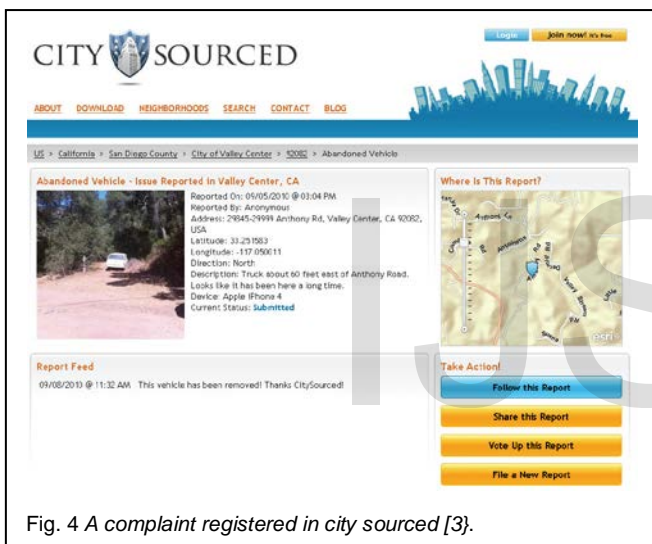 CITY SOURCED
Login
Join now! It's free
ABOUT DOWNLOAD NEIGHBORHOODS SEARCH CONTACT BLOG
US > California > San Diego County > City of Valley Center > 92082 > Abandoned Vehicle
Abandoned Vehicle - Issue Reported in Valley Center, CA
Reported On: 09/05/2010 @ 03:04 PM
Reported By: Anonymous
Address: 29845-29999 Anthony Rd, Valley Center, CA 92082,
USA
Latitude: 33.251583
Longitude: -117.050011
Direction: North
Description: Truck about 60 feet east of Anthony Road.
Looks like it has been here a long time.
Device: Apple iPhone 4
Current Status: Submitted
Where Is This Report?
Anthony Rd
esri
Report Feed
09/08/2010 @ 11:32 AM This vehicle has been removed! Thanks CitySourced!
Take Action!
Follow this Report
Share this Report
Vote Up this Report
File a New Report
IJS
Fig. 4 A complaint registered in city sourced [3}.